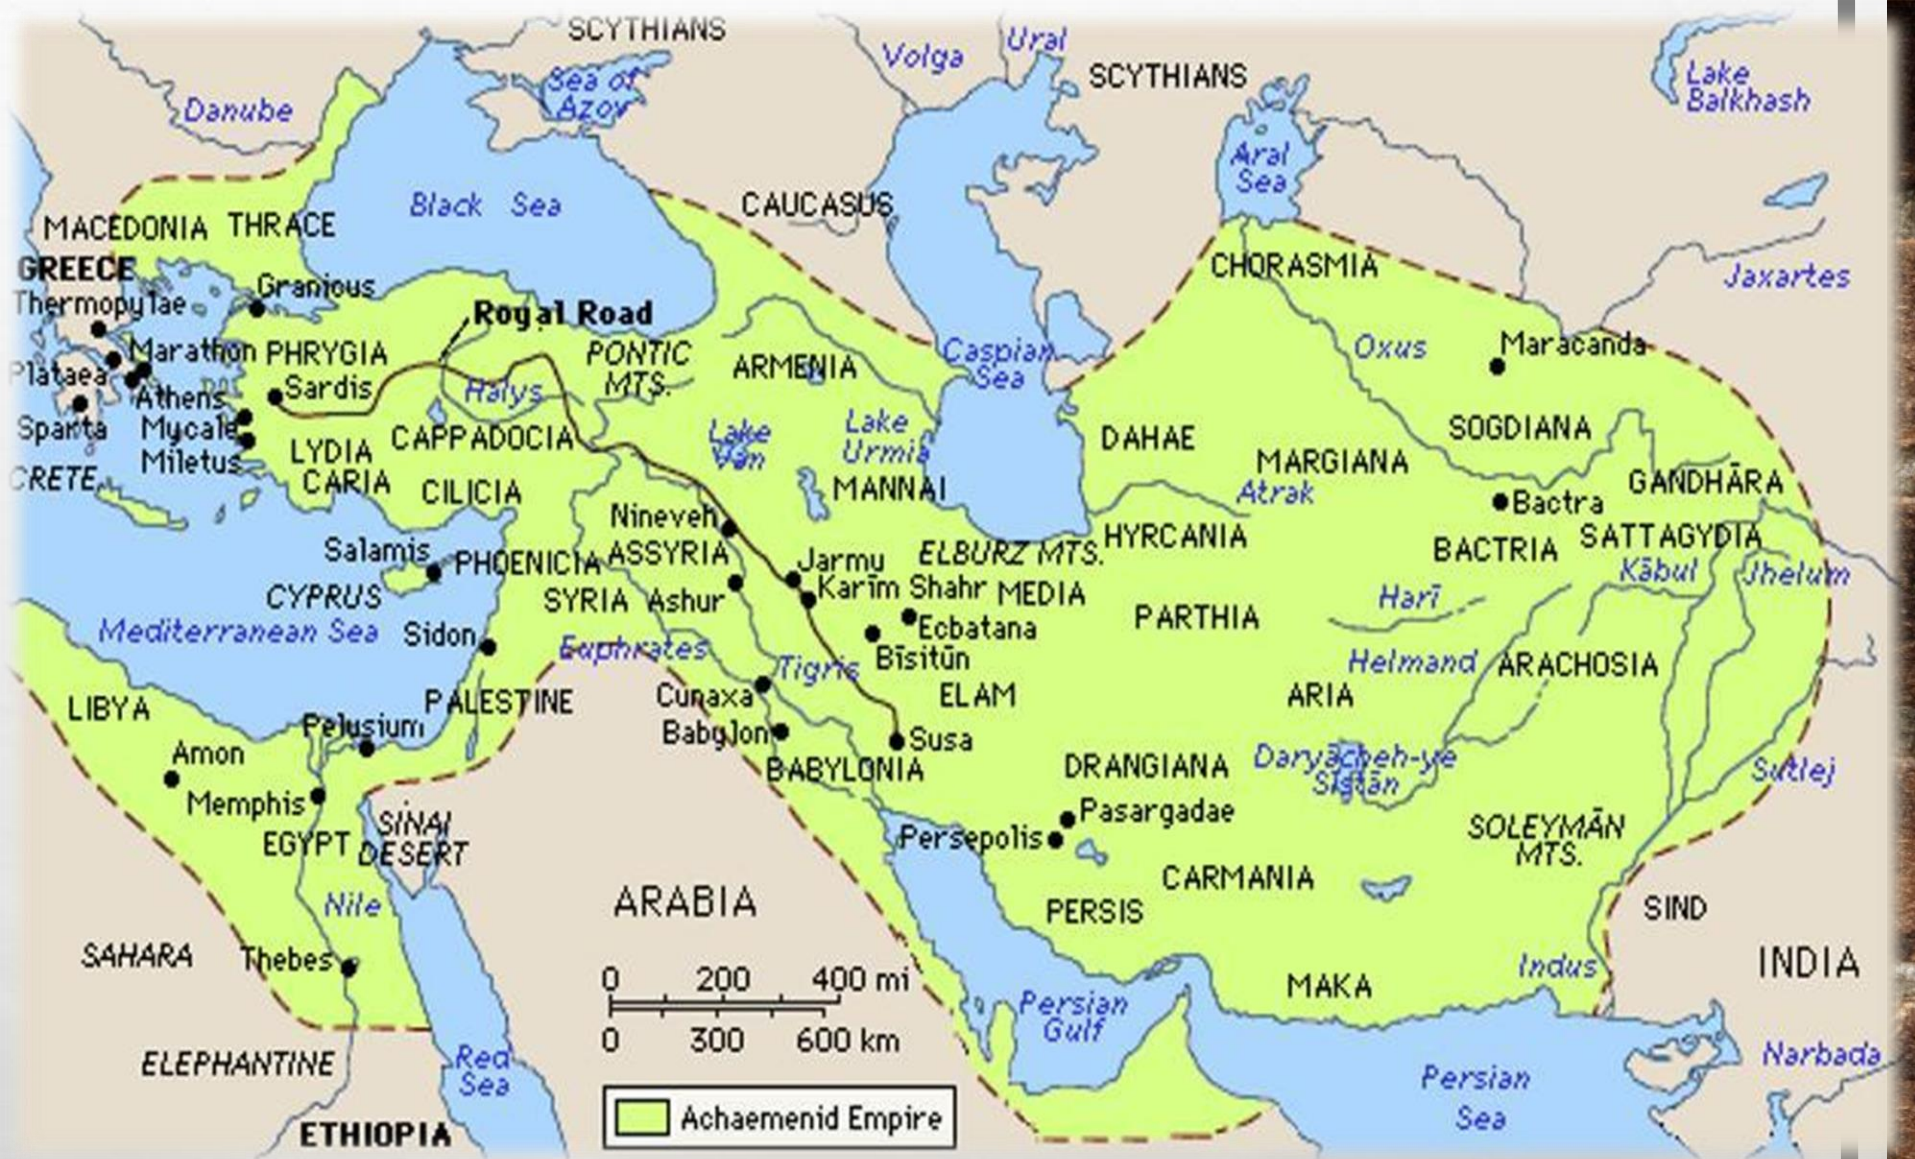 SCYTHIANS
Volga
Ural
SCYTHIANS
Lake
Balkhash
Danube
Sea of
Azov
Aral
Sea
Black Sea
CAUCASUS
MACEDONIA
THRACE
CHORASMIA
Jaxartes
GREECE
Granicus
Thermopylae
Royal Road
Marathon
PHRYGIA
PONTIC
MTS.
ARMENIA
Caspian
Sea
Oxus
Maracanda
Plataea
Sardis
Halys
Athens
Sparta
Mycale
LYDIA
CAPPADOCIA
Lake
Van
Lake
Urmia
DAHAE
SOGDIANA
Miletus
MARGIANA
CRETE
CARIA
CILICIA
MANNAI
Atrak
GANDHĀRA
Bactra
Nineveh
Salamis
PHOENICIA
ASSYRIA
ELBURZ MTS.
HYRCANIA
BACTRIA
SATTAGYDIA
Jarmu
Kābul
Jhelum
CYPRUS
SYRIA
Ashur
Karīm Shahr
MEDIA
PARTHIA
Harī
Mediterranean Sea
Sidon
Euphrates
Ecbatana
Bīsitūn
Tigris
Helmand
ARACHOSIA
LIBYA
PALESTINE
Cunaxa
ELAM
ARIA
Pelusium
Babylon
Susa
Amon
BABYLONIA
DRANGIANA
Daryācheh-ye
Sīstān
Sutlej
Memphis
Pasargadae
SINAI
DESERT
EGYPT
Persepolis
SOLEYMĀN
MTS.
Nile
ARABIA
CARMANIA
PERSIS
SIND
SAHARA
Thebes
INDIA
Indus
0 200 400 mi
MAKA
Persian
Gulf
0 300 600 km
ELEPHANTINE
Red
Sea
Narbada
Persian
Sea
Achaemenid Empire
ETHIOPIA